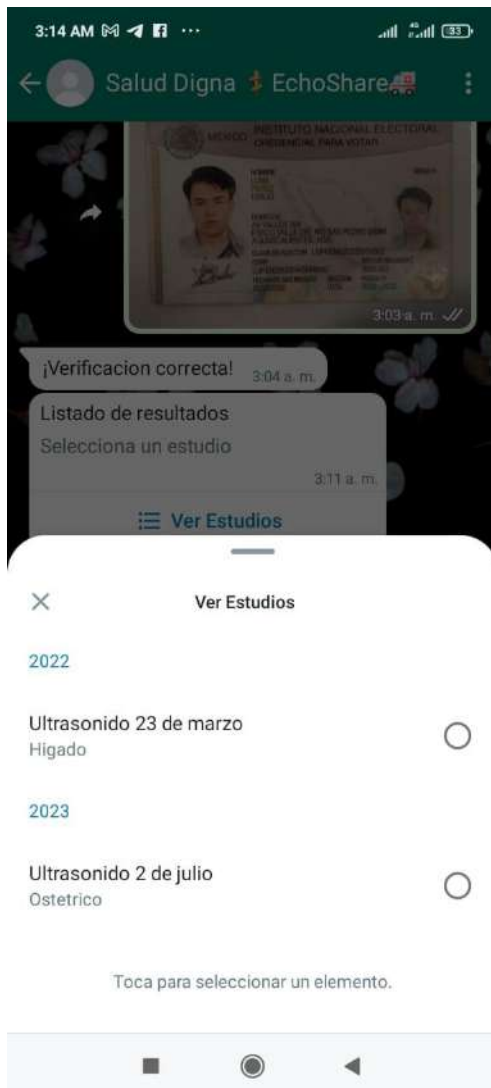 3:14 AM
33
Salud Digna EchoShare
MÉXICO INSTITUTO NACIONAL ELECTORAL
CREDENCIAL PARA VOTAR
3:03 a. m.
¡Verificacion correcta! 3:04 a. m.
Listado de resultados
Selecciona un estudio
3:11 a. m.
Ver Estudios
Ver Estudios
2022
Ultrasonido 23 de marzo
Higado
2023
Ultrasonido 2 de julio
Ostetrico
Toca para seleccionar un elemento.